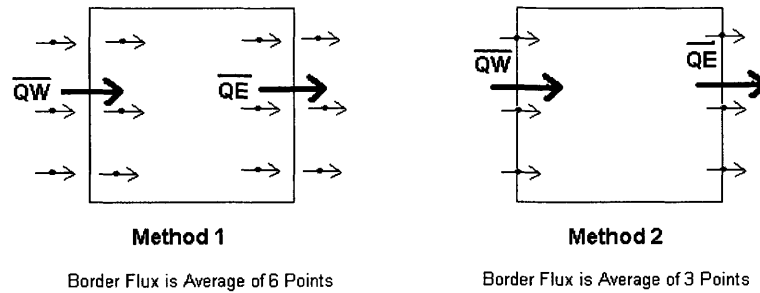 QW
QE
Method 1
Border Flux is Average of 6 Points
QW
QE
Method 2
Border Flux is Average of 3 Points